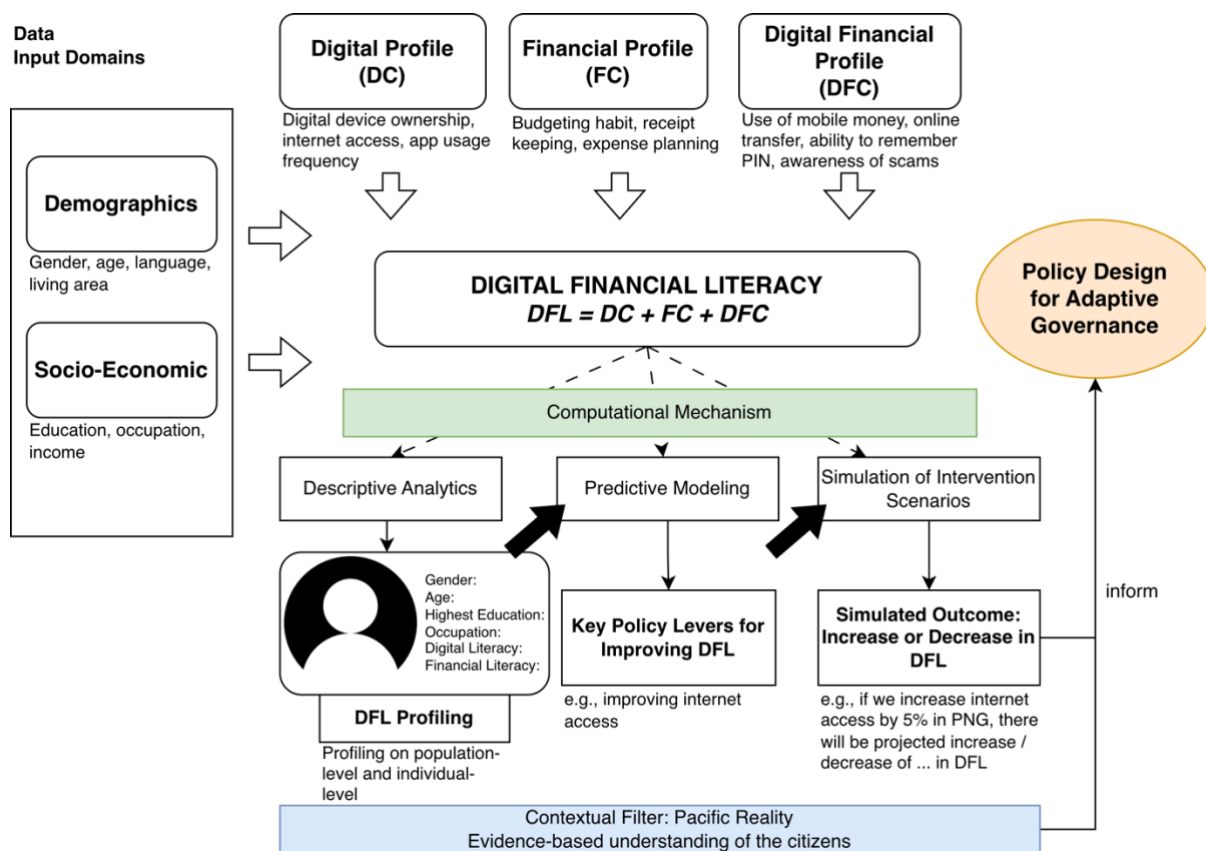 Data
Input Domains
Digital Profile
(DC)
Digital device ownership,
internet access, app usage
frequency
Financial Profile
(FC)
Budgeting habit, receipt
keeping, expense planning
Digital Financial
Profile
(DFC)
Use of mobile money, online
transfer, ability to remember
PIN, awareness of scams
Demographics
Gender, age, language,
living area
Socio-Economic
Education, occupation,
income
DIGITAL FINANCIAL LITERACY
DFL = DC + FC + DFC
Policy Design
for Adaptive
Governance
Computational Mechanism
Descriptive Analytics
Predictive Modeling
Simulation of Intervention
Scenarios
Gender:
Age:
Highest Education:
Occupation:
Digital Literacy:
Financial Literacy:
DFL Profiling
Profiling on population-
level and individual-
level
Key Policy Levers for
Improving DFL
e.g., improving internet
access
Simulated Outcome:
Increase or Decrease in
DFL
e.g., if we increase internet
access by 5% in PNG, there
will be projected increase /
decrease of ... in DFL
inform
Contextual Filter: Pacific Reality
Evidence-based understanding of the citizens